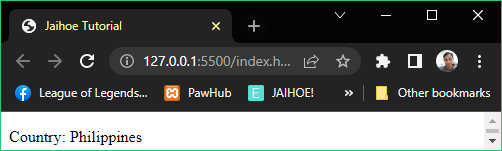 Jaihoe Tutorial
127.0.0.1:5500/index.h...
League of Legends... PawHub JAIHOE! » Other bookmarks
Country: Philippines